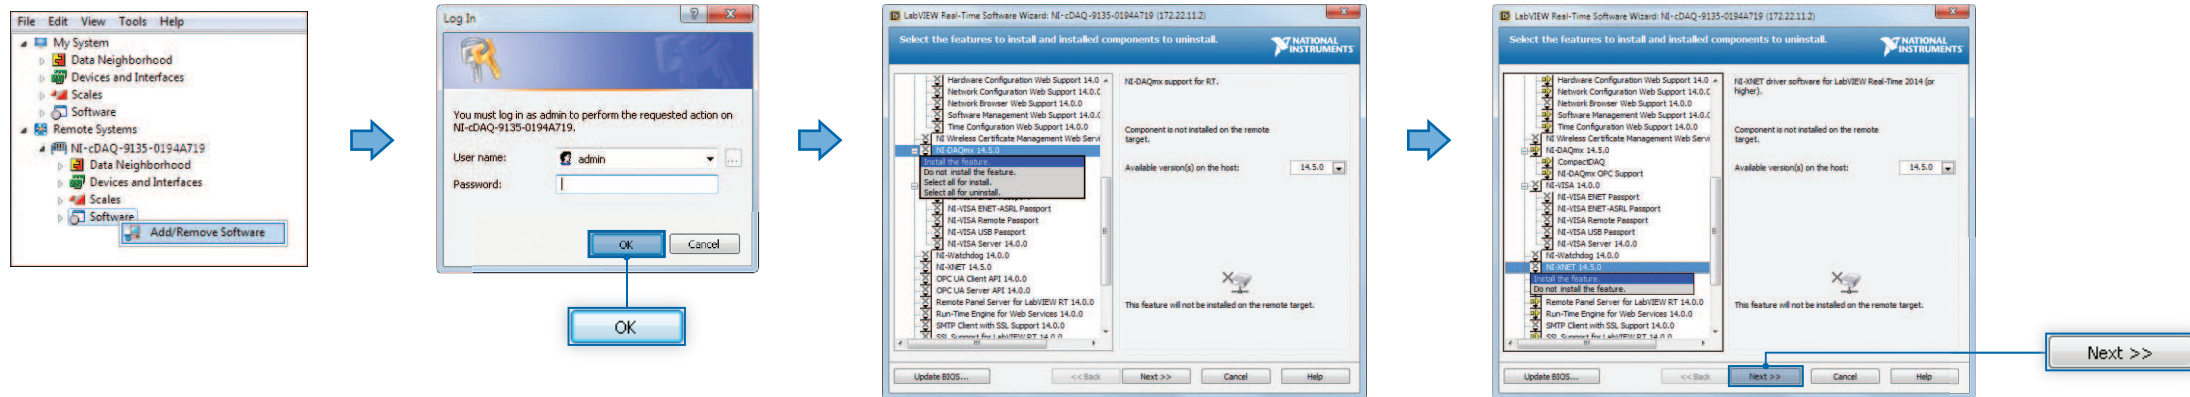 File Edit View Tools Help
My System
Data Neighborhood
Devices and Interfaces
Scales
Software
Remote Systems
NI-cDAQ-9135-0194A719
Data Neighborhood
Devices and Interfaces
Scales
Software
Add/Remove Software
Log In
You must log in as admin to perform the requested action on
NI-cDAQ-9135-0194A719.
User name:
admin
Password:
OK
Cancel
OK
LabVIEW Real-Time Software Wizard: NI-cDAQ-9135-0194A719 (172.22.11.2)
Select the features to install and installed components to uninstall.
NATIONAL
INSTRUMENTS
Hardware Configuration Web Support 14.0
Network Configuration Web Support 14.0.0
Network Browser Web Support 14.0.0
Software Management Web Support 14.0.0
Time Configuration Web Support 14.0.0
NI Wireless Certificate Management Web Servi
NI-DAQmx 14.5.0
Install the feature.
Do not install the feature.
Select all for install.
Select all for uninstall.
NI-VISA ENET-ASRL Passport
NI-VISA Remote Passport
NI-VISA USB Passport
NI-VISA Server 14.0.0
NI-Watchdog 14.0.0
NI-XNET 14.5.0
OPC UA Client API 14.0.0
OPC UA Server API 14.0.0
Remote Panel Server for LabVIEW RT 14.0.0
Run-Time Engine for Web Services 14.0.0
SMTP Client with SSL Support 14.0.0
SSL Support for LabVIEW RT 14.0.0
NI-DAQmx support for RT.
Component is not installed on the remote
target.
Available version(s) on the host:
14.5.0
This feature will not be installed on the remote target.
Update BIOS...
<< Back
Next >>
Cancel
Help
LabVIEW Real-Time Software Wizard: NI-cDAQ-9135-0194A719 (172.22.11.2)
Select the features to install and installed components to uninstall.
NATIONAL
INSTRUMENTS
Hardware Configuration Web Support 14.0
Network Configuration Web Support 14.0.0
Network Browser Web Support 14.0.0
Software Management Web Support 14.0.0
Time Configuration Web Support 14.0.0
NI Wireless Certificate Management Web Servi
NI-DAQmx 14.5.0
CompactDAQ
NI-DAQmx OPC Support
NI-VISA 14.0.0
NI-VISA ENET Passport
NI-VISA ENET-ASRL Passport
NI-VISA Remote Passport
NI-VISA USB Passport
NI-VISA Server 14.0.0
NI-Watchdog 14.0.0
NI-XNET 14.5.0
Install the feature.
Do not install the feature.
Remote Panel Server for LabVIEW RT 14.0.0
Run-Time Engine for Web Services 14.0.0
SMTP Client with SSL Support 14.0.0
SSL Support for LabVIEW RT 14.0.0
NI-XNET driver software for LabVIEW Real-Time 2014 (or
higher).
Component is not installed on the remote
target.
Available version(s) on the host:
14.5.0
This feature will not be installed on the remote target.
Update BIOS...
<< Back
Next >>
Cancel
Help
Next >>